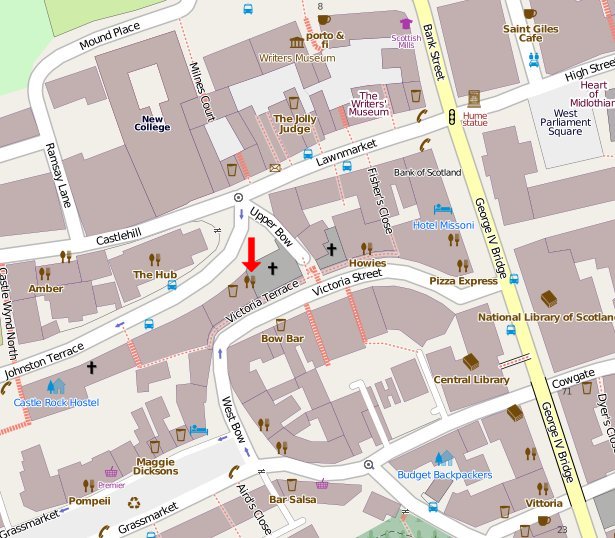 8
Mound Place
porto &
fi
Writers Museum
Scottish
Mills
Bank Street
Saint Giles
Cafe
High Street
Milnes Court
New
College
The
Writers'
Museum
The Jolly
Judge
Hume
statue
Heart
of
Midlothian
West
Parliament
Square
Ramsay Lane
Lawnmarket
Fisher's Close
Bank of Scotland
Castlehill
Upper Bow
Hotel Missoni
George IV Bridge
Castle Wynd North
The Hub
Amber
Howies
Pizza Express
Victoria Terrace
Victoria Street
National Library of Scotland
Johnston Terrace
Bow Bar
Castle Rock Hostel
Central Library
Cowgate
71
West Bow
George IV Bridge
Dyer's Close
Maggie
Dicksons
Premier
Pompeii
Budget Backpackers
Bar Salsa
Aird's Close
Vittoria
Grassmarket
Grassmarket
23